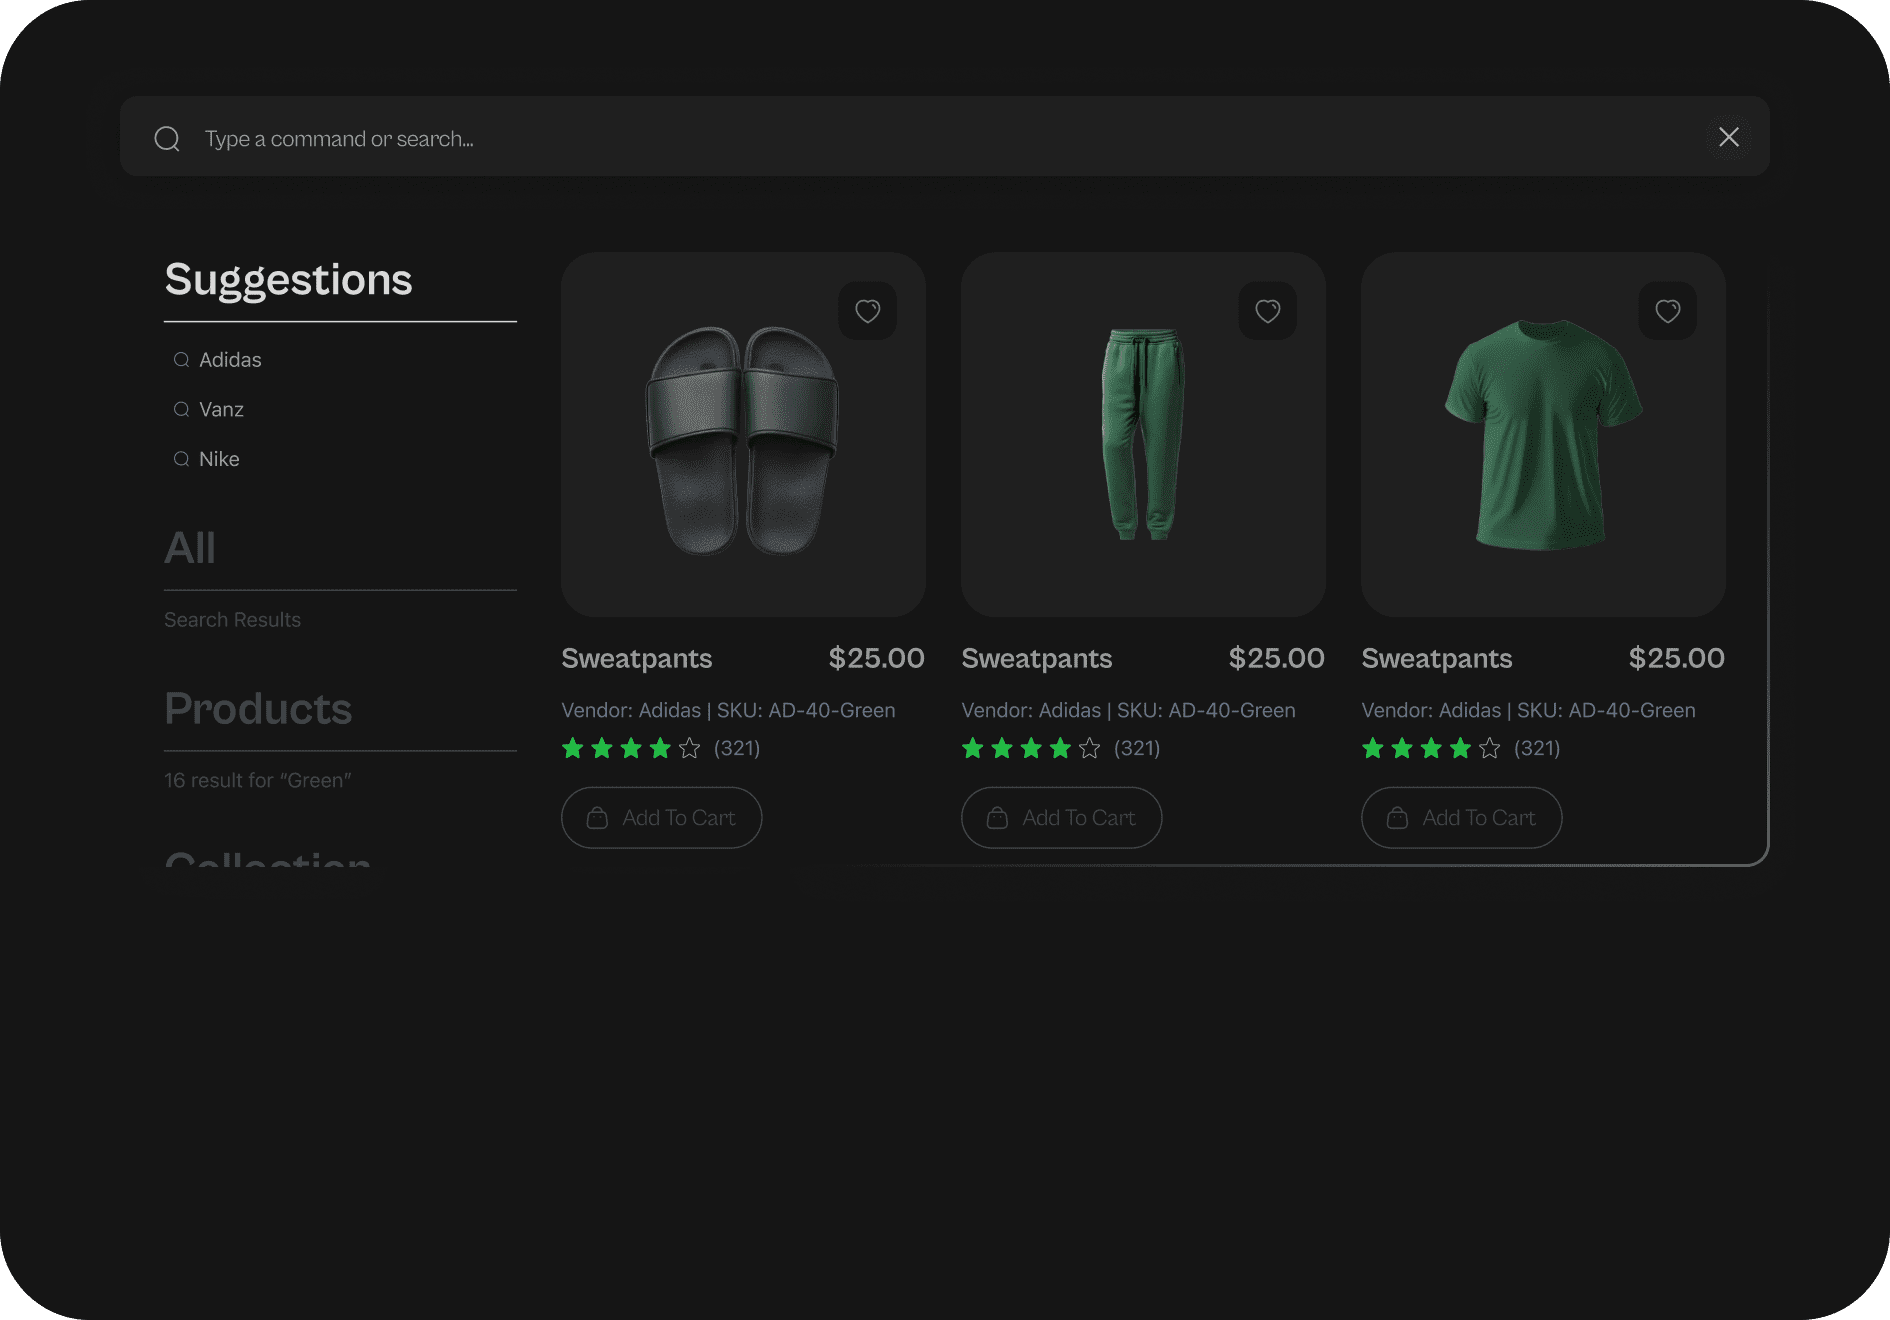 Type a command or search...
Suggestions
Adidas
Vanz
Nike
All
Search Results
Products
16 result for “Green”
Collection
Sweatpants $25.00
Vendor: Adidas | SKU: AD-40-Green
(321)
Add To Cart
Sweatpants $25.00
Vendor: Adidas | SKU: AD-40-Green
(321)
Add To Cart
Sweatpants $25.00
Vendor: Adidas | SKU: AD-40-Green
(321)
Add To Cart